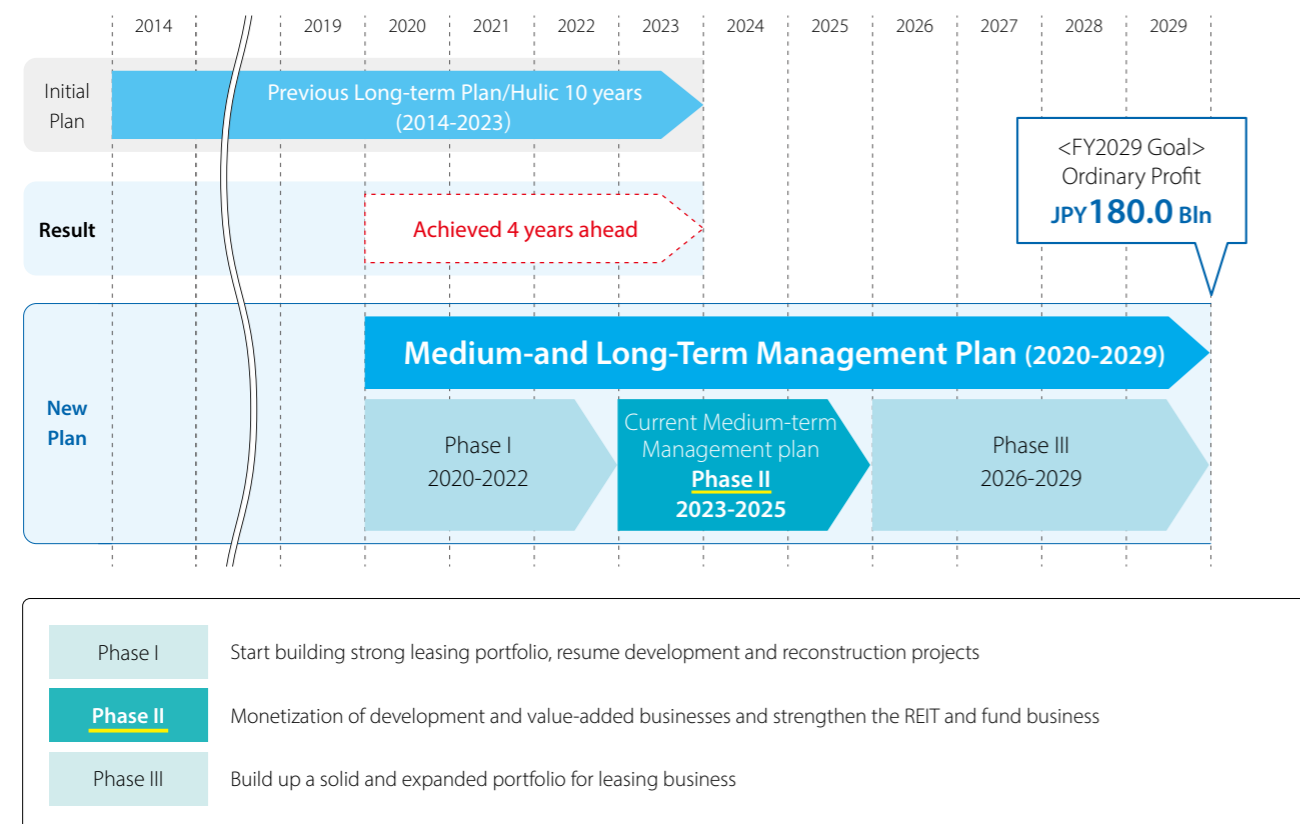 2014 2019 2020 2021 2022 2023 2024 2025 2026 2027 2028 2029
Initial
Plan
Previous Long-term Plan/Hulic 10 years
(2014-2023)
<FY2029 Goal>
Ordinary Profit
JPY180.0 Bln
Result
Achieved 4 years ahead
New
Plan
Medium-and Long-Term Management Plan (2020-2029)
Phase I
2020-2022
Current Medium-term
Management plan
Phase II
2023-2025
Phase III
2026-2029
Phase I Start building strong leasing portfolio, resume development and reconstruction projects
Phase II Monetization of development and value-added businesses and strengthen the REIT and fund business
Phase III Build up a solid and expanded portfolio for leasing business